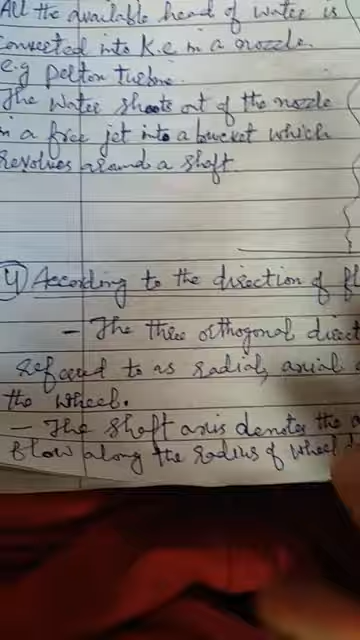 All the available head of water is
converted into K.e in a nozzle.
e.g pelton turbine.
The water shoots out of the nozzle
in a free jet into a bucket which
revolves around a shaft.
4) According to the direction of fl
- The three orthogonal direct
refered to as radial, axial
the wheel.
- The shaft axis denotes the a
flow along the radius of wheel